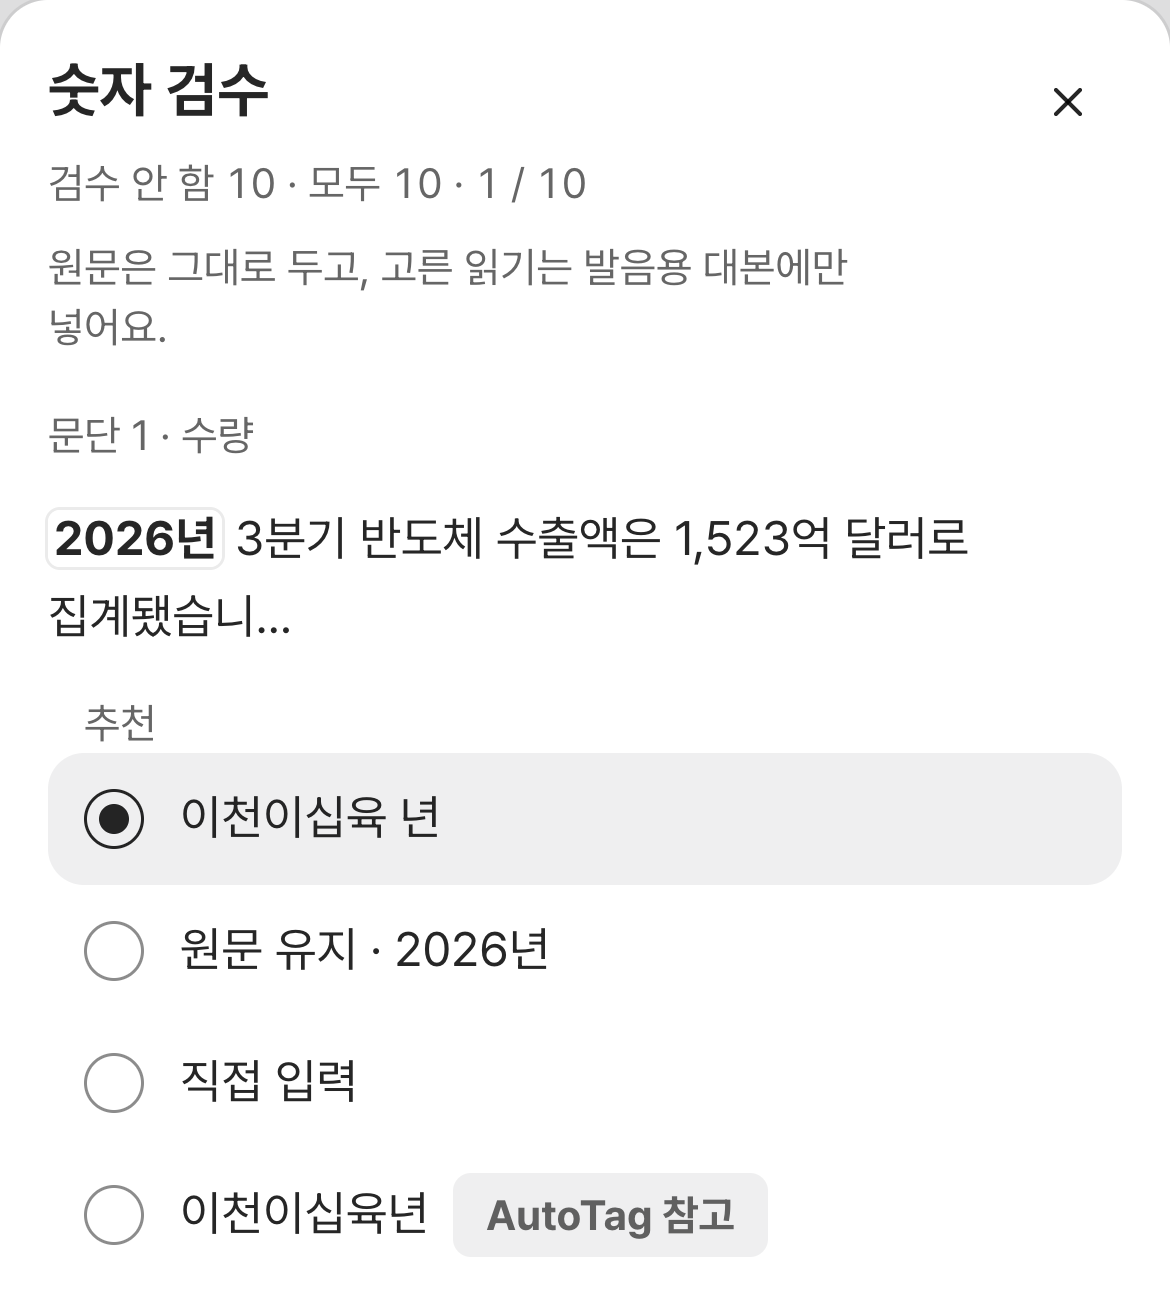 숫자 검수
검수 안 함 10 · 모두 10 · 1 / 10
원문은 그대로 두고, 고른 읽기는 발음용 대본에만
넣어요.
문단 1 · 수량
2026년 3분기 반도체 수출액은 1,523억 달러로
집계됐습니...
추천
이천이십육 년
원문 유지 · 2026년
직접 입력
이천이십육년 AutoTag 참고